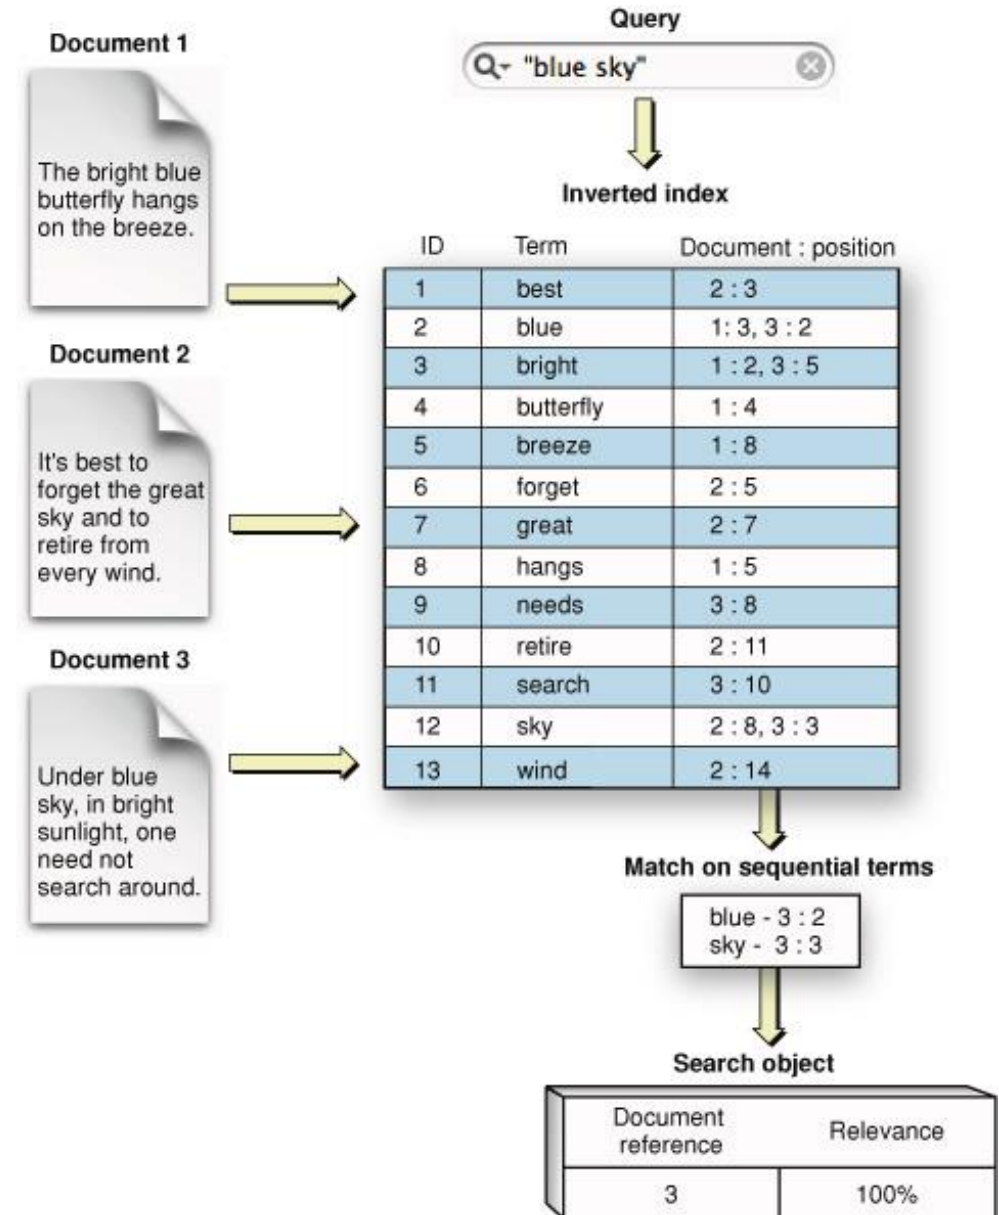 Document 1
The bright blue
butterfly hangs
on the breeze.
Document 2
It's best to
forget the great
sky and to
retire from
every wind.
Document 3
Under blue
sky, in bright
sunlight, one
need not
search around.
Query
"blue sky"
Inverted index
ID Term Document : position
1 best 2 : 3
2 blue 1: 3, 3 : 2
3 bright 1 : 2, 3 : 5
4 butterfly 1 : 4
5 breeze 1 : 8
6 forget 2 : 5
7 great 2 : 7
8 hangs 1 : 5
9 needs 3 : 8
10 retire 2 : 11
11 search 3 : 10
12 sky 2 : 8, 3 : 3
13 wind 2 : 14
Match on sequential terms
blue - 3 : 2
sky - 3 : 3
Search object
Document
reference
Relevance
3 100%